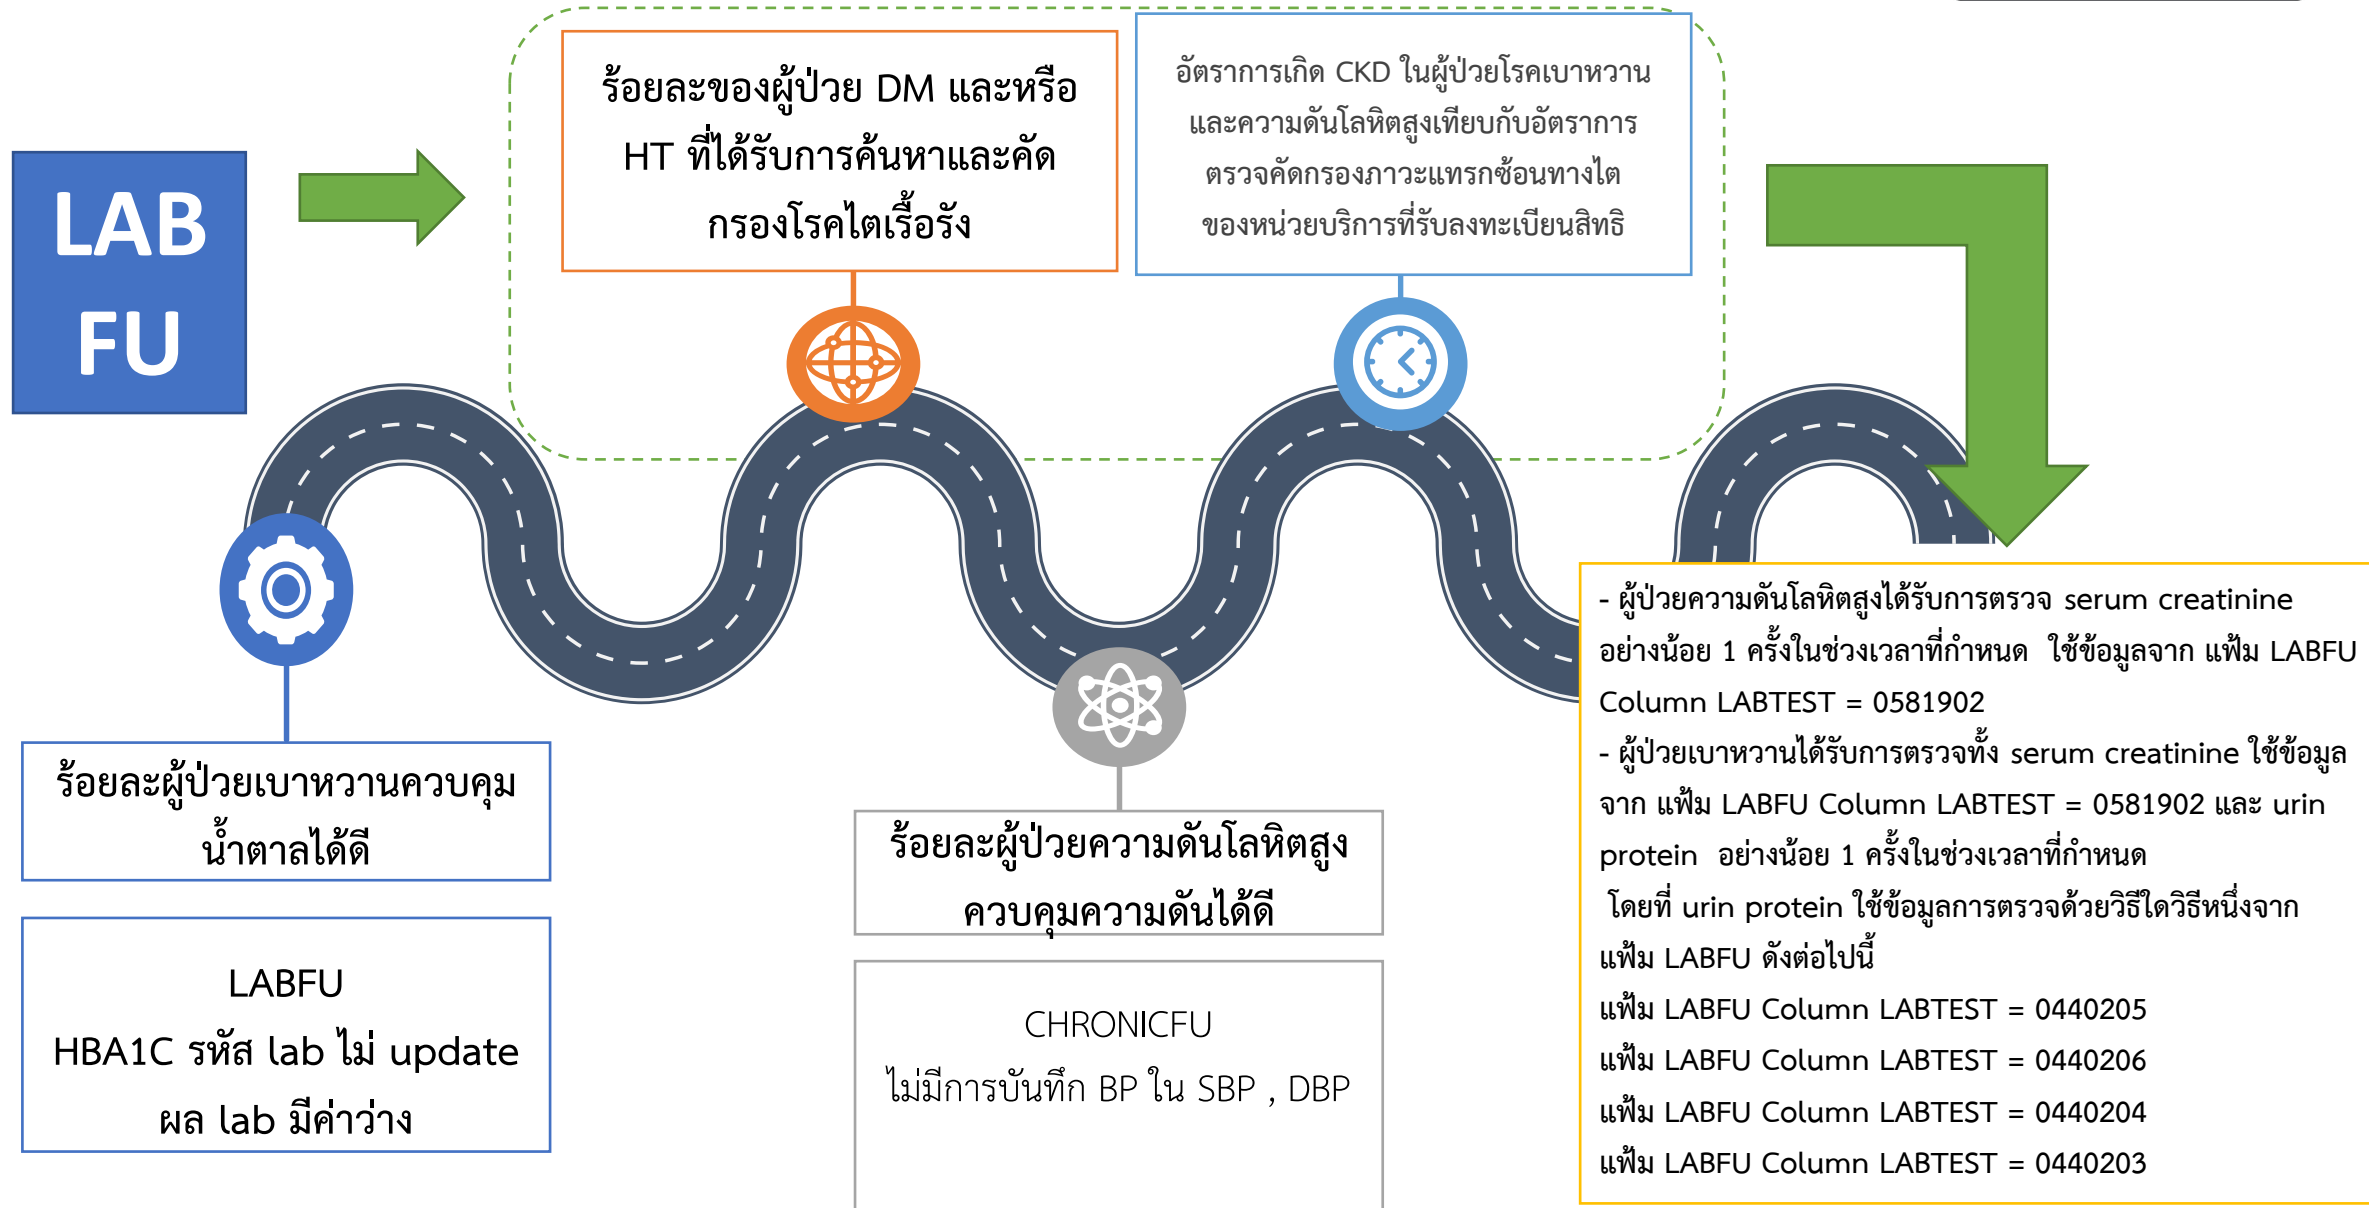 LAB
FU
ร้อยละของผู้ป่วย DM และหรือ
HT ที่ได้รับการค้นหาและคัด
กรองโรคไตเรื้อรัง
อัตราการเกิด CKD ในผู้ป่วยโรคเบาหวาน
และความดันโลหิตสูงเทียบกับอัตราการ
ตรวจคัดกรองภาวะแทรกซ้อนทางไต
ของหน่วยบริการที่รับลงทะเบียนสิทธิ
ร้อยละผู้ป่วยเบาหวานควบคุม
น้ำตาลได้ดี
LABFU
HBA1C รหัส lab ไม่ update
ผล lab มีค่าว่าง
ร้อยละผู้ป่วยความดันโลหิตสูง
ควบคุมความดันได้ดี
CHRONICFU
ไม่มีการบันทึก BP ใน SBP , DBP
- ผู้ป่วยความดันโลหิตสูงได้รับการตรวจ serum creatinine
อย่างน้อย 1 ครั้งในช่วงเวลาที่กำหนด ใช้ข้อมูลจาก แฟ้ม LABFU
Column LABTEST = 0581902
- ผู้ป่วยเบาหวานได้รับการตรวจทั้ง serum creatinine ใช้ข้อมูล
จาก แฟ้ม LABFU Column LABTEST = 0581902 และ urin
protein อย่างน้อย 1 ครั้งในช่วงเวลาที่กำหนด
โดยที่ urin protein ใช้ข้อมูลการตรวจด้วยวิธีใดวิธีหนึ่งจาก
แฟ้ม LABFU ดังต่อไปนี้
แฟ้ม LABFU Column LABTEST = 0440205
แฟ้ม LABFU Column LABTEST = 0440206
แฟ้ม LABFU Column LABTEST = 0440204
แฟ้ม LABFU Column LABTEST = 0440203